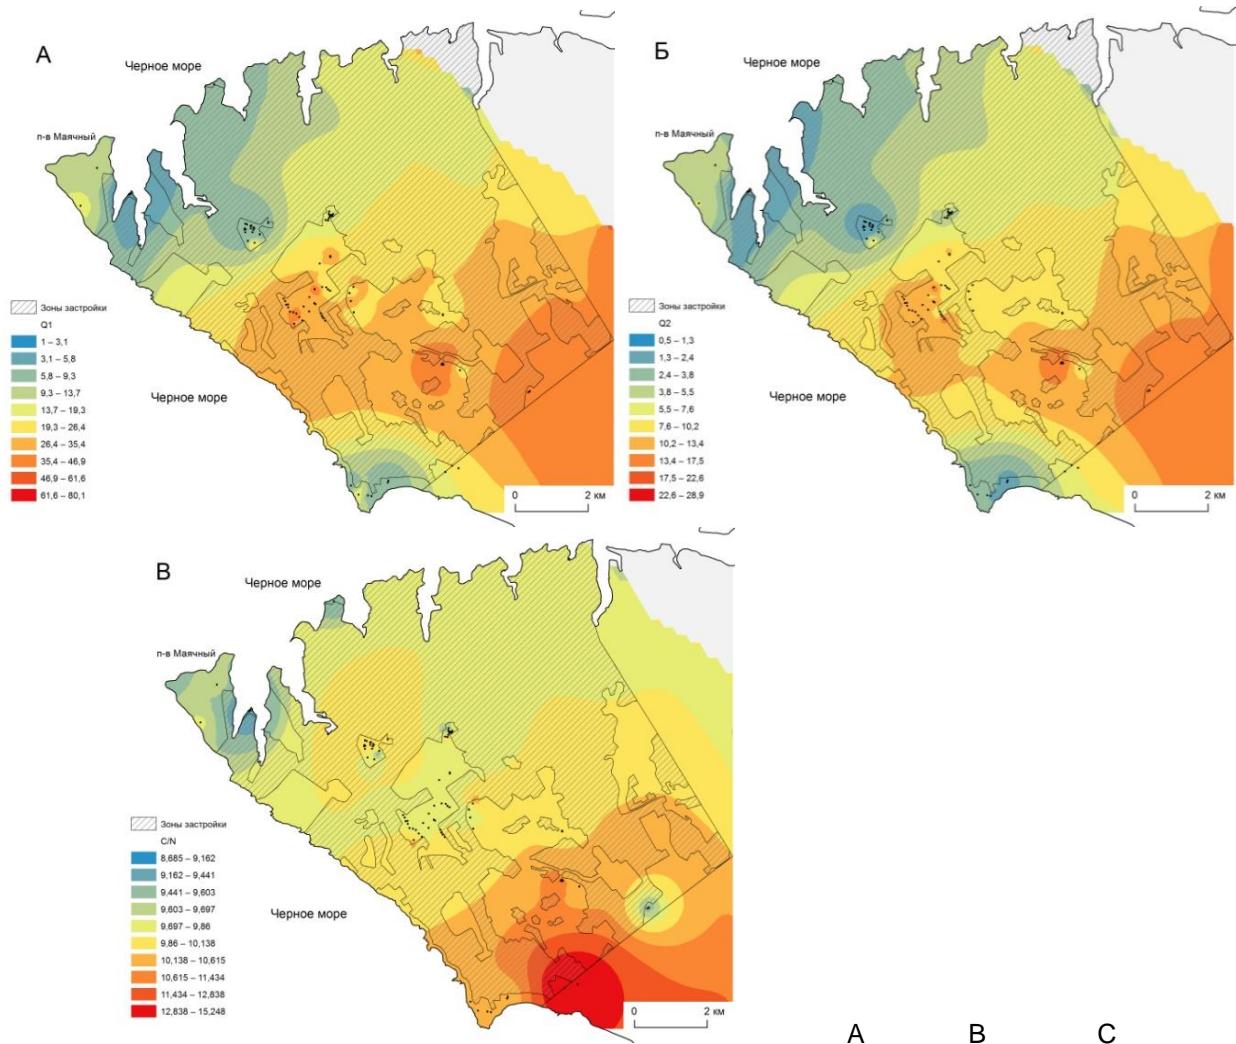 А
Черное море
п-в Маячный
Черное море
Зоны застройки
Q1
1 – 3,1
3,1 – 5,8
5,8 – 9,3
9,3 – 13,7
13,7 – 19,3
19,3 – 26,4
26,4 – 35,4
35,4 – 46,9
46,9 – 61,6
61,6 – 80,1
0 2 км
Б
Черное море
п-в Маячный
Черное море
Зоны застройки
Q2
0,5 – 1,3
1,3 – 2,4
2,4 – 3,8
3,8 – 5,5
5,5 – 7,6
7,6 – 10,2
10,2 – 13,4
13,4 – 17,5
17,5 – 22,6
22,6 – 28,9
0 2 км
В
Черное море
п-в Маячный
Черное море
Зоны застройки
C/N
8,685 – 9,162
9,162 – 9,441
9,441 – 9,603
9,603 – 9,697
9,697 – 9,86
9,86 – 10,138
10,138 – 10,615
10,615 – 11,434
11,434 – 12,838
12,838 – 15,248
0 2 км
A B C